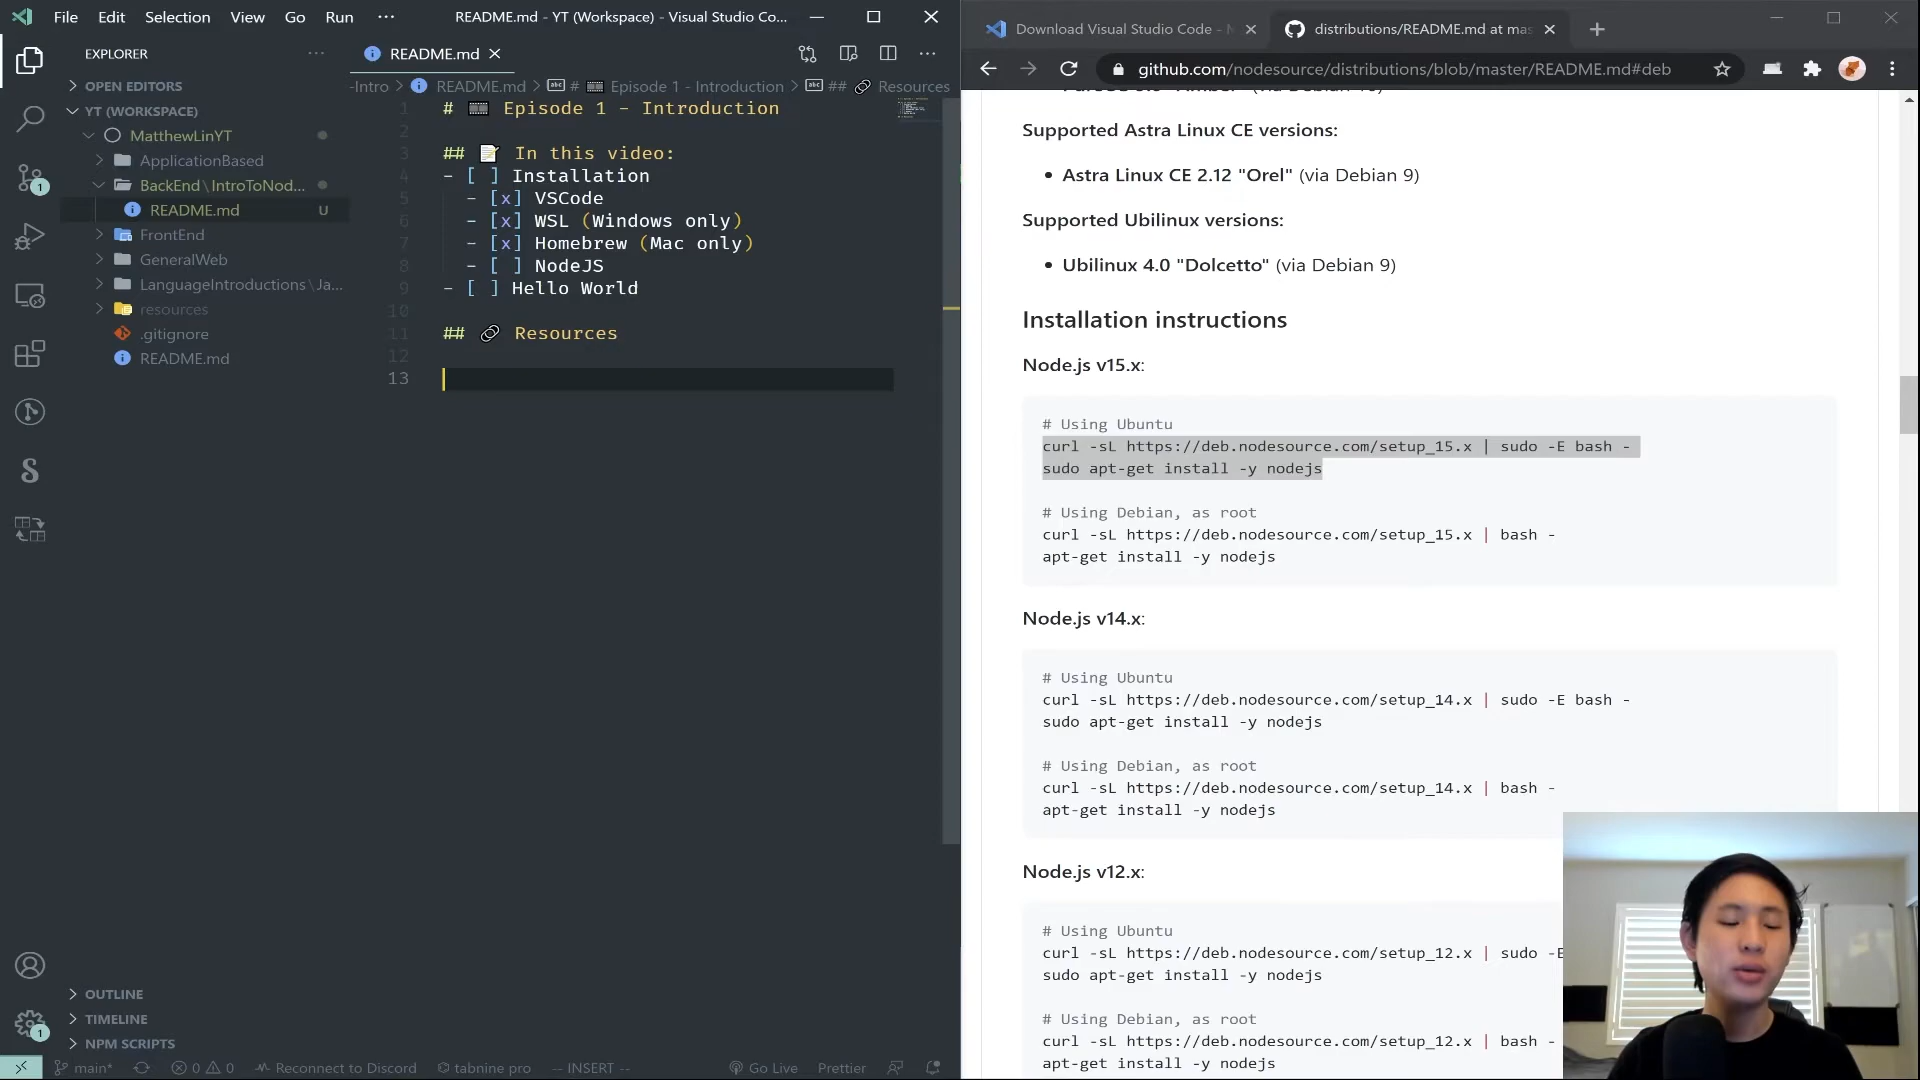 File Edit Selection View Go Run ··· README.md - YT (Workspace) - Visual Studio Co...
EXPLORER ···
OPEN EDITORS
YT (WORKSPACE)
MatthewLinYT
ApplicationBased
BackEnd\IntroToNod...
README.md U
FrontEnd
GeneralWeb
LanguageIntroductions\Ja...
resources
.gitignore
README.md
OUTLINE
TIMELINE
NPM SCRIPTS
1
1
README.md
-Intro > README.md > # Episode 1 - Introduction > ## Resources
1 # Episode 1 - Introduction
2
3 ## 📝 In this video:
4 - [ ] Installation
5 - [x] VSCode
6 - [x] WSL (Windows only)
7 - [x] Homebrew (Mac only)
8 - [ ] NodeJS
9 - [ ] Hello World
10
11 ## 🔗 Resources
12
13
main* 0 0 Reconnect to Discord tabnine pro -- INSERT -- Go Live Prettier
Download Visual Studio Code -
distributions/README.md at mas
github.com/nodesource/distributions/blob/master/README.md#deb
Supported Astra Linux CE versions:
• Astra Linux CE 2.12 "Orel" (via Debian 9)
Supported Ubilinux versions:
• Ubilinux 4.0 "Dolcetto" (via Debian 9)
Installation instructions
Node.js v15.x:
# Using Ubuntu
curl -sL https://deb.nodesource.com/setup_15.x | sudo -E bash -
sudo apt-get install -y nodejs
# Using Debian, as root
curl -sL https://deb.nodesource.com/setup_15.x | bash -
apt-get install -y nodejs
Node.js v14.x:
# Using Ubuntu
curl -sL https://deb.nodesource.com/setup_14.x | sudo -E bash -
sudo apt-get install -y nodejs
# Using Debian, as root
curl -sL https://deb.nodesource.com/setup_14.x | bash -
apt-get install -y nodejs
Node.js v12.x:
# Using Ubuntu
curl -sL https://deb.nodesource.com/setup_12.x | sudo -E
sudo apt-get install -y nodejs
# Using Debian, as root
curl -sL https://deb.nodesource.com/setup_12.x | bash -
apt-get install -y nodejs